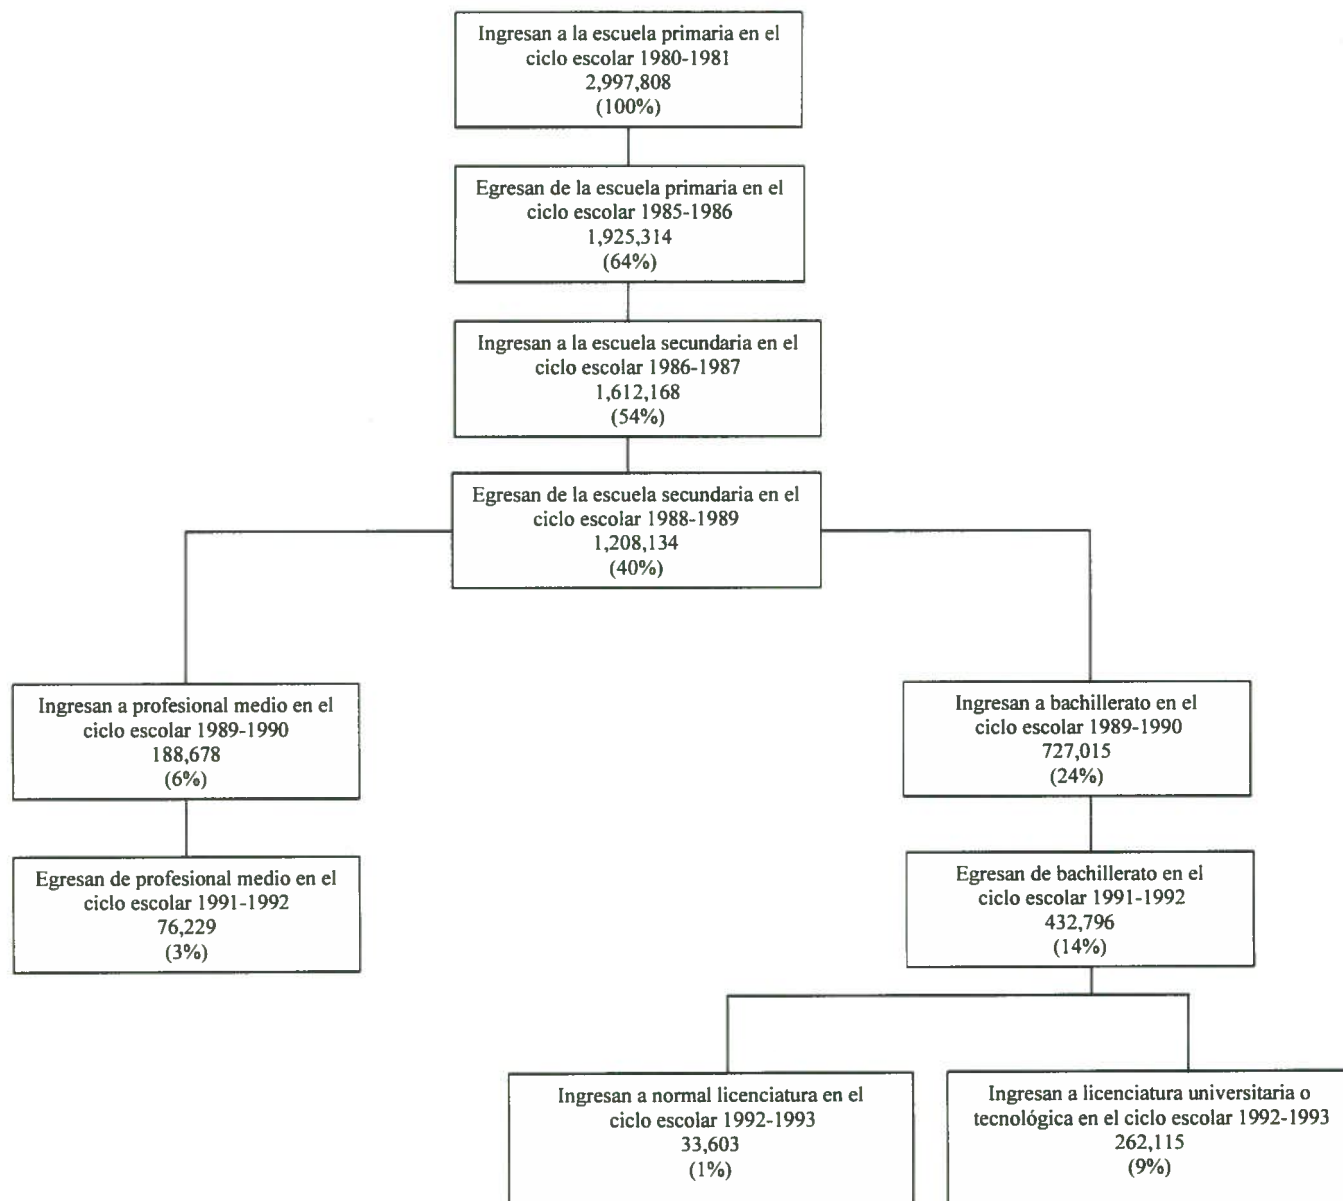 Ingresan a la escuela primaria en el
ciclo escolar 1980-1981
2,997,808
(100%)
Egresan de la escuela primaria en el
ciclo escolar 1985-1986
1,925,314
(64%)
Ingresan a la escuela secundaria en el
ciclo escolar 1986-1987
1,612,168
(54%)
Egresan de la escuela secundaria en el
ciclo escolar 1988-1989
1,208,134
(40%)
Ingresan a profesional medio en el
ciclo escolar 1989-1990
188,678
(6%)
Ingresan a bachillerato en el
ciclo escolar 1989-1990
727,015
(24%)
Egresan de profesional medio en el
ciclo escolar 1991-1992
76,229
(3%)
Egresan de bachillerato en el
ciclo escolar 1991-1992
432,796
(14%)
Ingresan a normal licenciatura en el
ciclo escolar 1992-1993
33,603
(1%)
Ingresan a licenciatura universitaria o
tecnológica en el ciclo escolar 1992-1993
262,115
(9%)